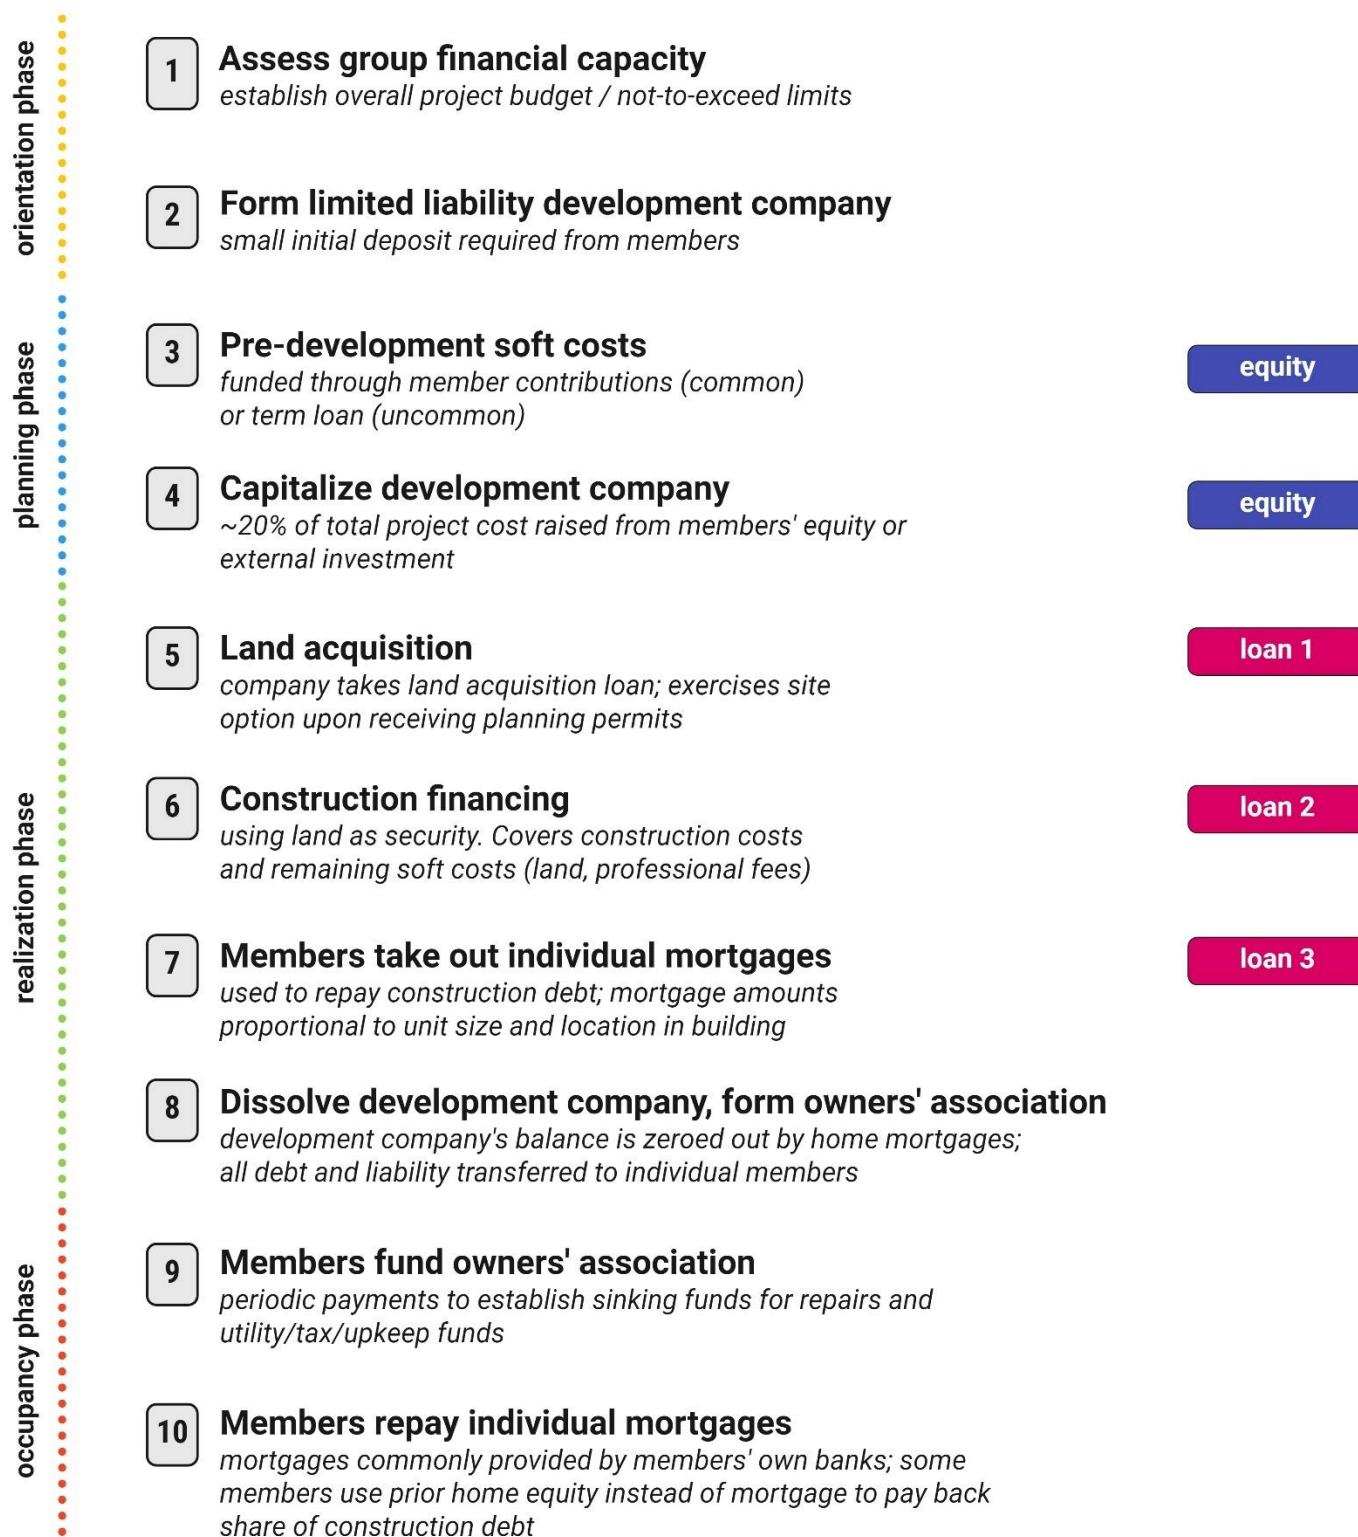 orientation phase
1
Assess group financial capacity
establish overall project budget / not-to-exceed limits
2
Form limited liability development company
small initial deposit required from members
planning phase
3
Pre-development soft costs
funded through member contributions (common)
or term loan (uncommon)
equity
4
Capitalize development company
~20% of total project cost raised from members' equity or
external investment
equity
realization phase
5
Land acquisition
company takes land acquisition loan; exercises site
option upon receiving planning permits
loan 1
6
Construction financing
using land as security. Covers construction costs
and remaining soft costs (land, professional fees)
loan 2
7
Members take out individual mortgages
used to repay construction debt; mortgage amounts
proportional to unit size and location in building
loan 3
8
Dissolve development company, form owners' association
development company's balance is zeroed out by home mortgages;
all debt and liability transferred to individual members
occupancy phase
9
Members fund owners' association
periodic payments to establish sinking funds for repairs and
utility/tax/upkeep funds
10
Members repay individual mortgages
mortgages commonly provided by members' own banks; some
members use prior home equity instead of mortgage to pay back
share of construction debt